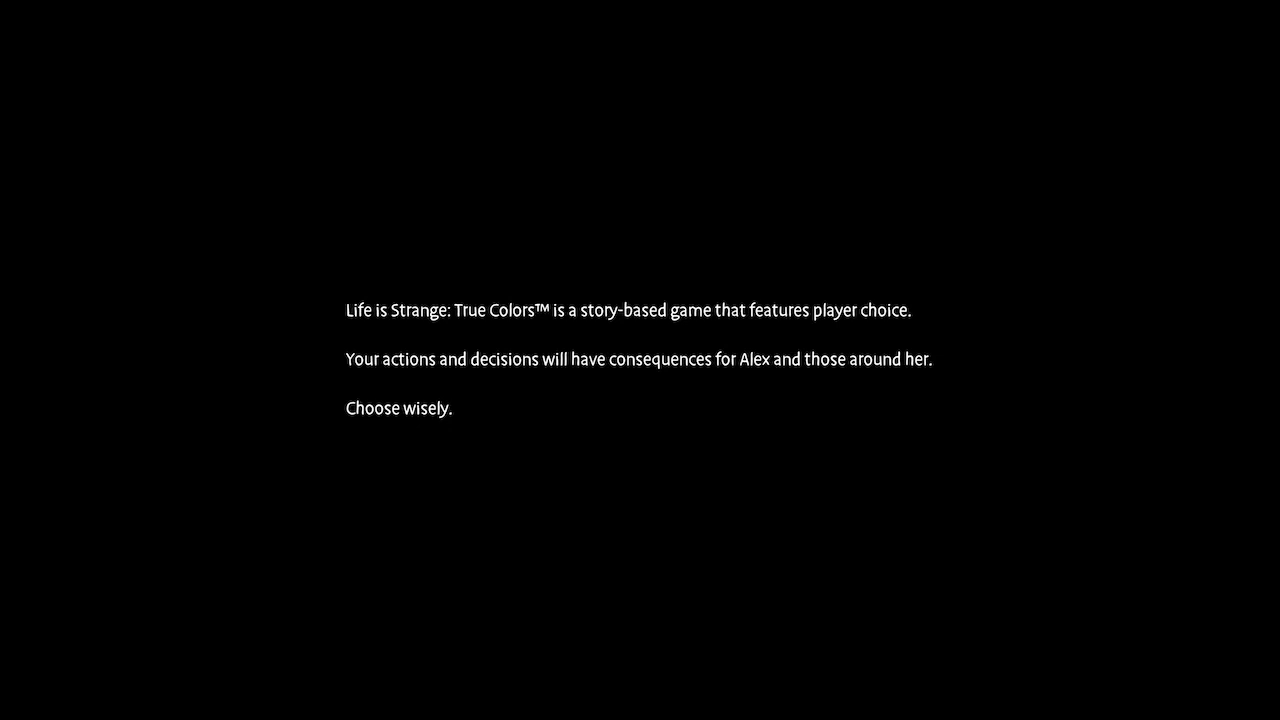 Life is Strange: True Colors™ is a story-based game that features player choice.
Your actions and decisions will have consequences for Alex and those around her.
Choose wisely.